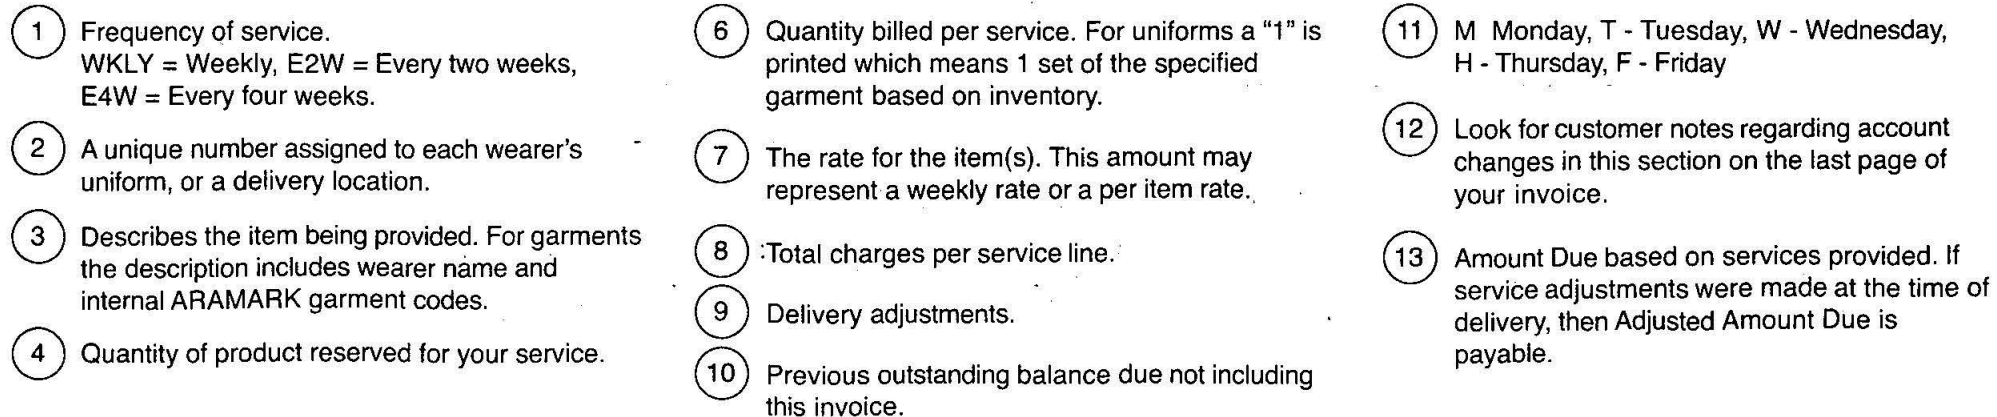 1 Frequency of service.
WKLY = Weekly, E2W = Every two weeks,
E4W = Every four weeks.
2 A unique number assigned to each wearer's
uniform, or a delivery location.
3 Describes the item being provided. For garments
the description includes wearer name and
internal ARAMARK garment codes.
4 Quantity of product reserved for your service.
6 Quantity billed per service. For uniforms a “1” is
printed which means 1 set of the specified
garment based on inventory.
7 The rate for the item(s). This amount may
represent a weekly rate or a per item rate.
8 Total charges per service line.
9 Delivery adjustments.
10 Previous outstanding balance due not including
this invoice.
11 M Monday, T - Tuesday, W - Wednesday,
H - Thursday, F - Friday
12 Look for customer notes regarding account
changes in this section on the last page of
your invoice.
13 Amount Due based on services provided. If
service adjustments were made at the time of
delivery, then Adjusted Amount Due is
payable.